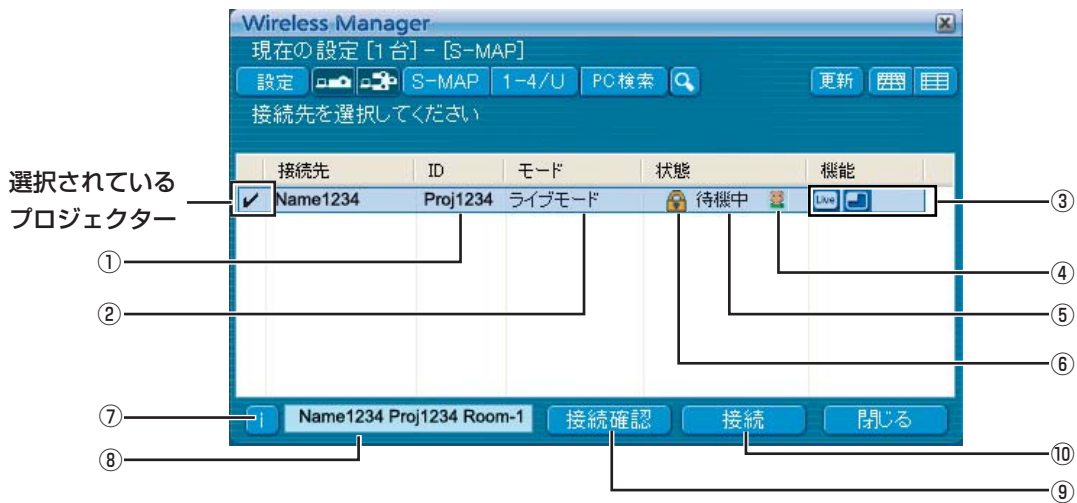 Wireless Manager
現在の設定 [1台] - [S-MAP]
設定 S-MAP 1-4/U PC検索 更新
接続先を選択してください
接続先 ID モード 状態 機能
Name1234 Proj1234 ライブモード 待機中 Live
選択されている
プロジェクター
①
②
③
④
⑤
⑥
⑦
i Name1234 Proj1234 Room-1 接続確認 接続 閉じる
⑧
⑩
⑨